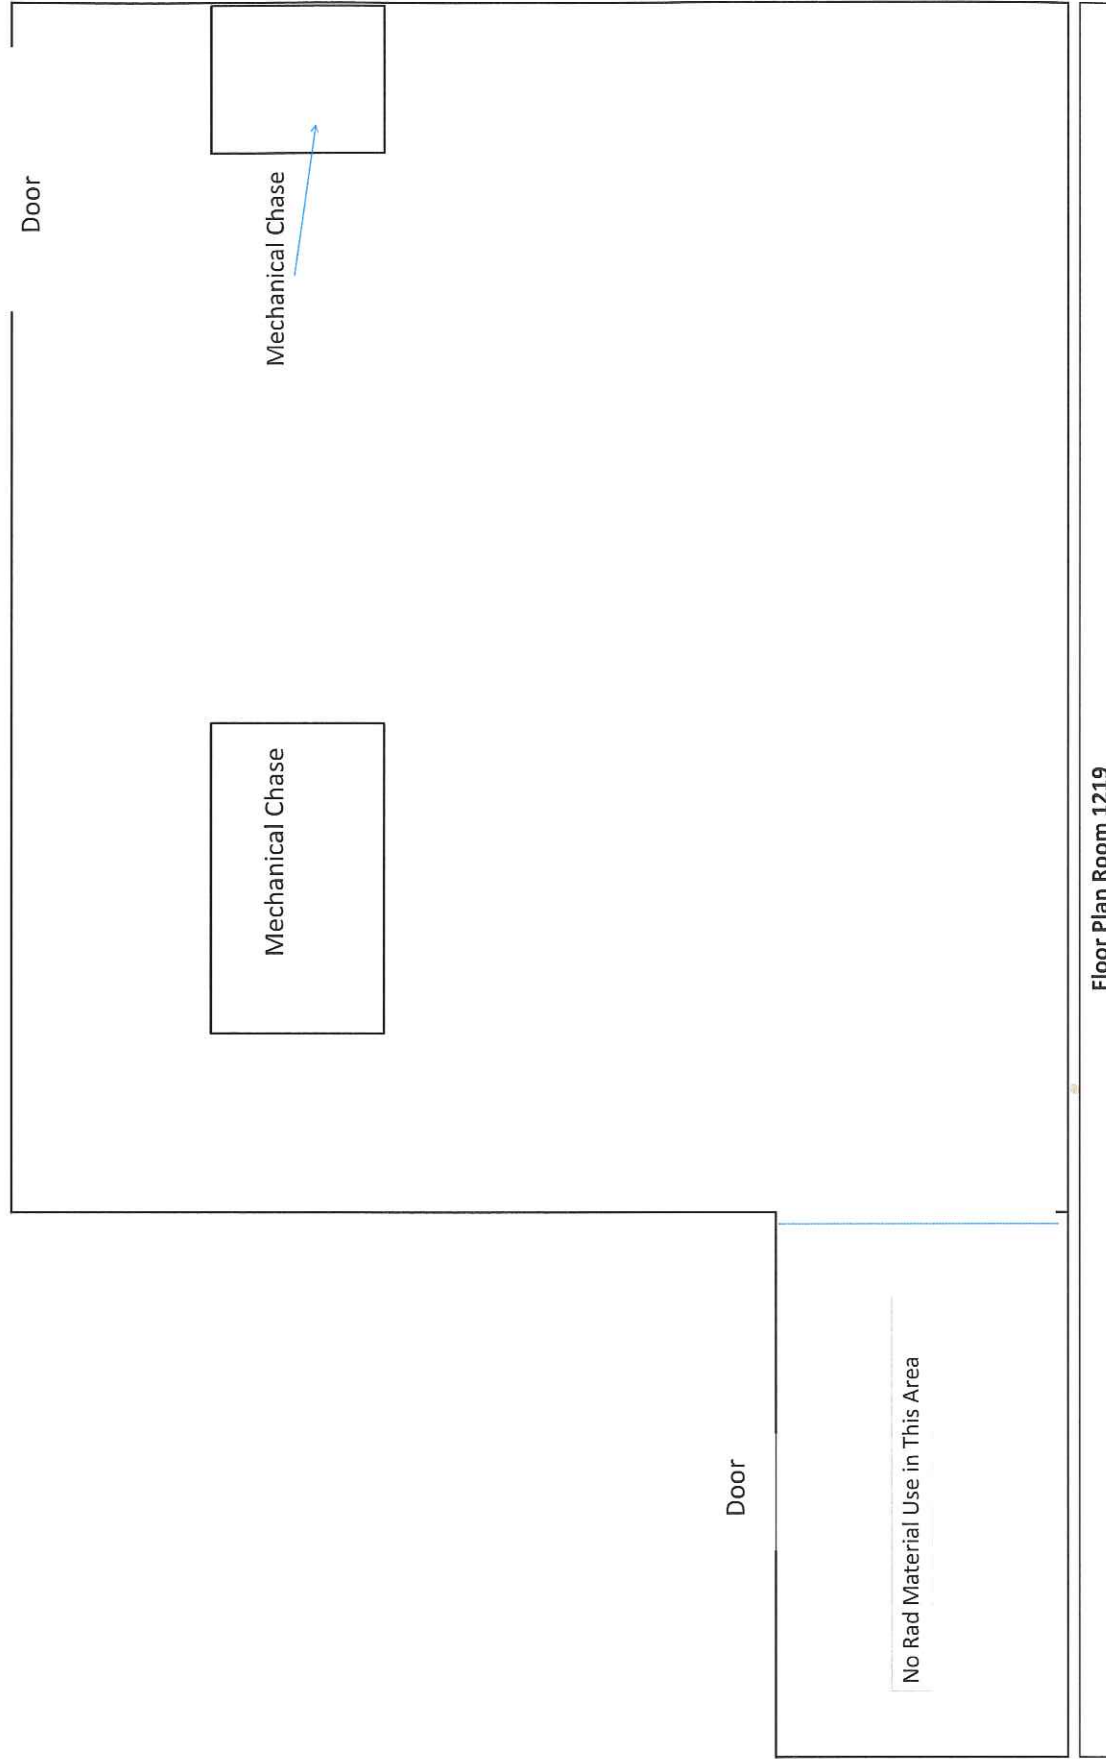 Door
Mechanical Chase
Mechanical Chase
Door
No Rad Material Use in This Area
Floor Plan Room 1219